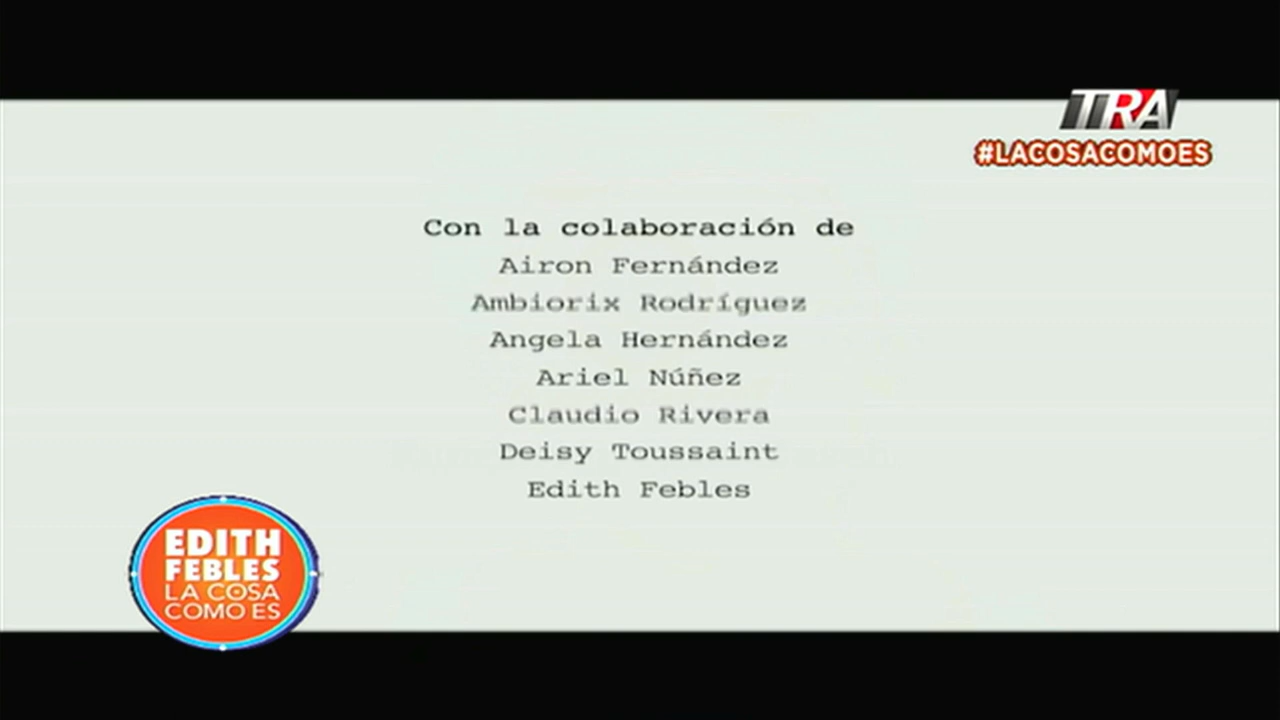 TRA
#LACOSACOMOES
Con la colaboración de
Airon Fernández
Ambiorix Rodríguez
Angela Hernández
Ariel Núñez
Claudio Rivera
Deisy Toussaint
Edith Febles
EDITH
FEBLES
LA COSA
COMO ES